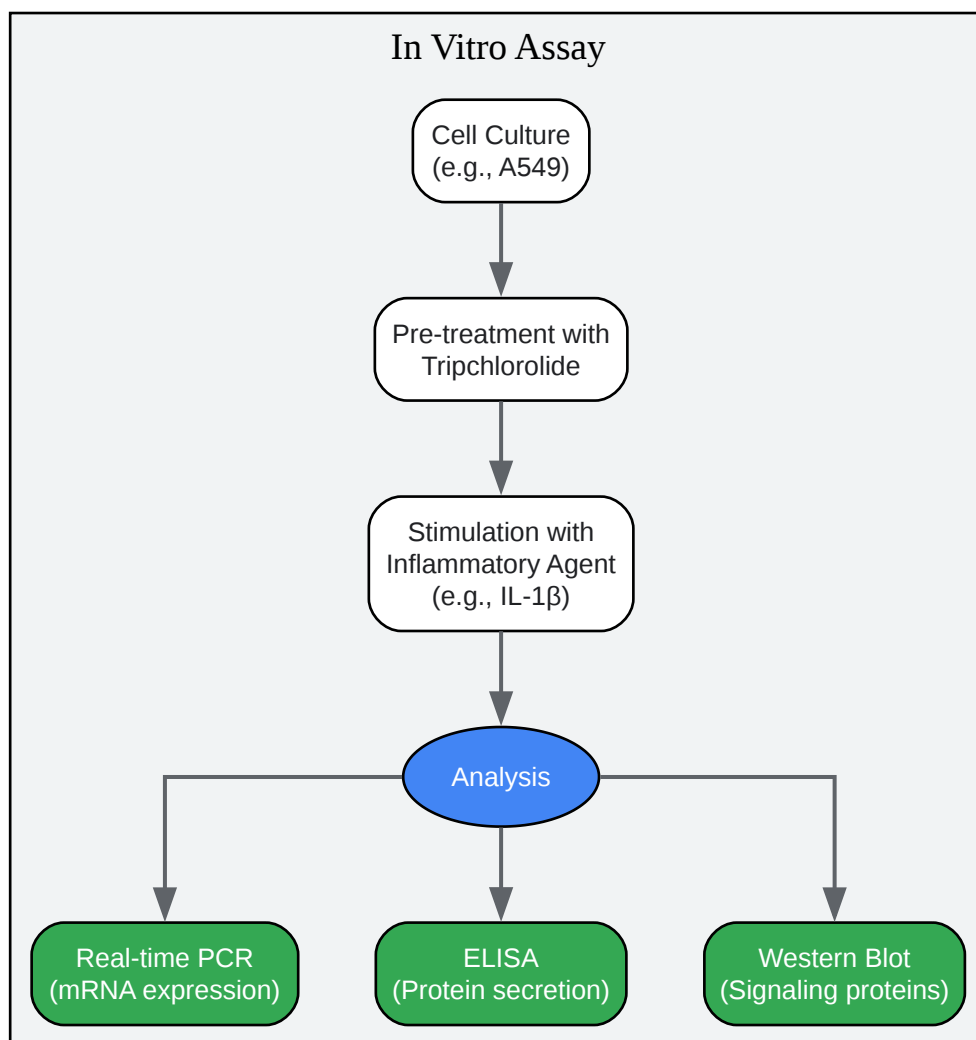 In Vitro Assay
Cell Culture
(e.g., A549)
Pre-treatment with
Tripchlorolide
Stimulation with
Inflammatory Agent
(e.g., IL-1β)
Analysis
Real-time PCR
(mRNA expression)
ELISA
(Protein secretion)
Western Blot
(Signaling proteins)